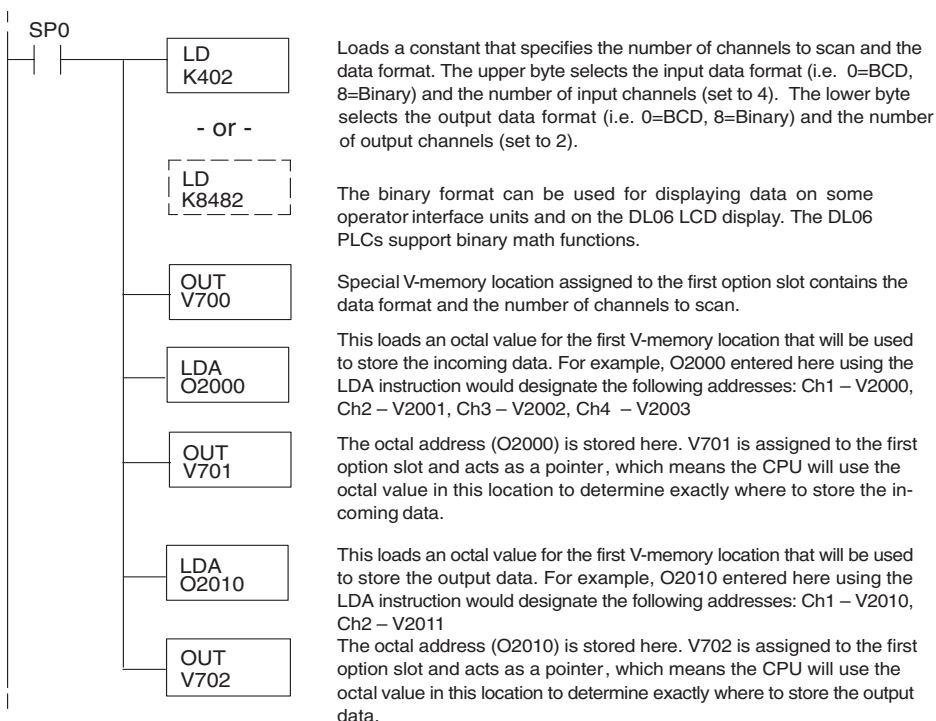 SP0
LD
K402
Loads a constant that specifies the number of channels to scan and the
data format. The upper byte selects the input data format (i.e. 0=BCD,
8=Binary) and the number of input channels (set to 4). The lower byte
selects the output data format (i.e. 0=BCD, 8=Binary) and the number
of output channels (set to 2).
- or -
LD
K8482
The binary format can be used for displaying data on some
operator interface units and on the DL06 LCD display. The DL06
PLCs support binary math functions.
OUT
V700
Special V-memory location assigned to the first option slot contains the
data format and the number of channels to scan.
LDA
O2000
This loads an octal value for the first V-memory location that will be used
to store the incoming data. For example, O2000 entered here using the
LDA instruction would designate the following addresses: Ch1 – V2000,
Ch2 – V2001, Ch3 – V2002, Ch4 – V2003
OUT
V701
The octal address (O2000) is stored here. V701 is assigned to the first
option slot and acts as a pointer, which means the CPU will use the
octal value in this location to determine exactly where to store the in-
coming data.
LDA
O2010
This loads an octal value for the first V-memory location that will be used
to store the output data. For example, O2010 entered here using the
LDA instruction would designate the following addresses: Ch1 – V2010,
Ch2 – V2011
OUT
V702
The octal address (O2010) is stored here. V702 is assigned to the first
option slot and acts as a pointer, which means the CPU will use the
octal value in this location to determine exactly where to store the output
data.